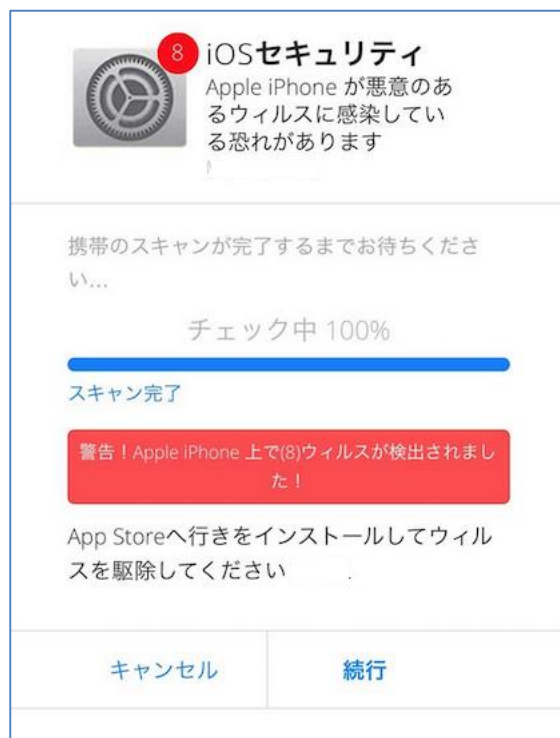 8
iOSセキュリティ
Apple iPhone が悪意のあ
るウィルスに感染してい
る恐れがあります
携帯のスキャンが完了するまでお待ちくださ
い...
チェック中 100%
スキャン完了
警告！Apple iPhone 上で(8)ウィルスが検出されまし
た！
App Storeへ行きをインストールしてウィル
スを駆除してください .
キャンセル
続行